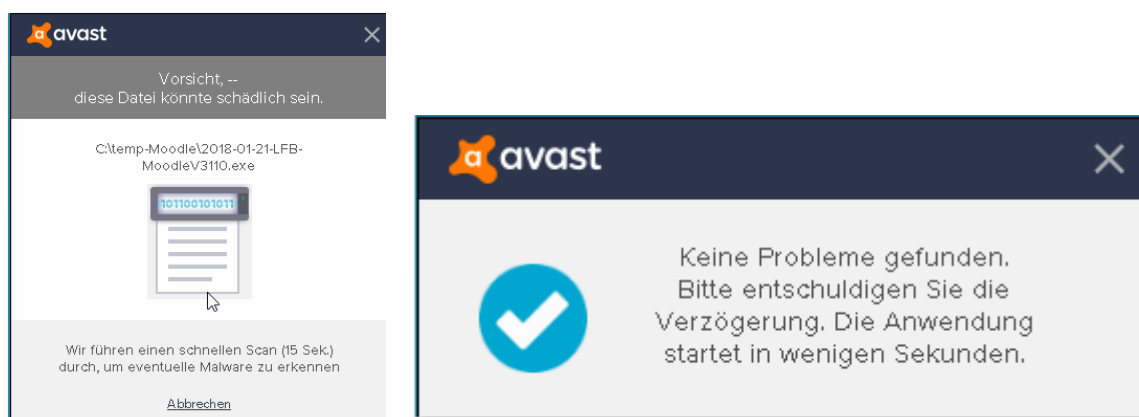 avast
Vorsicht, --
diese Datei könnte schädlich sein.
C:\temp-Moodle\2018-01-21-LFB-
MoodleV3110.exe
101100101011
Wir führen einen schnellen Scan (15 Sek.)
durch, um eventuelle Malware zu erkennen
Abbrechen
avast
Keine Probleme gefunden.
Bitte entschuldigen Sie die
Verzögerung. Die Anwendung
startet in wenigen Sekunden.